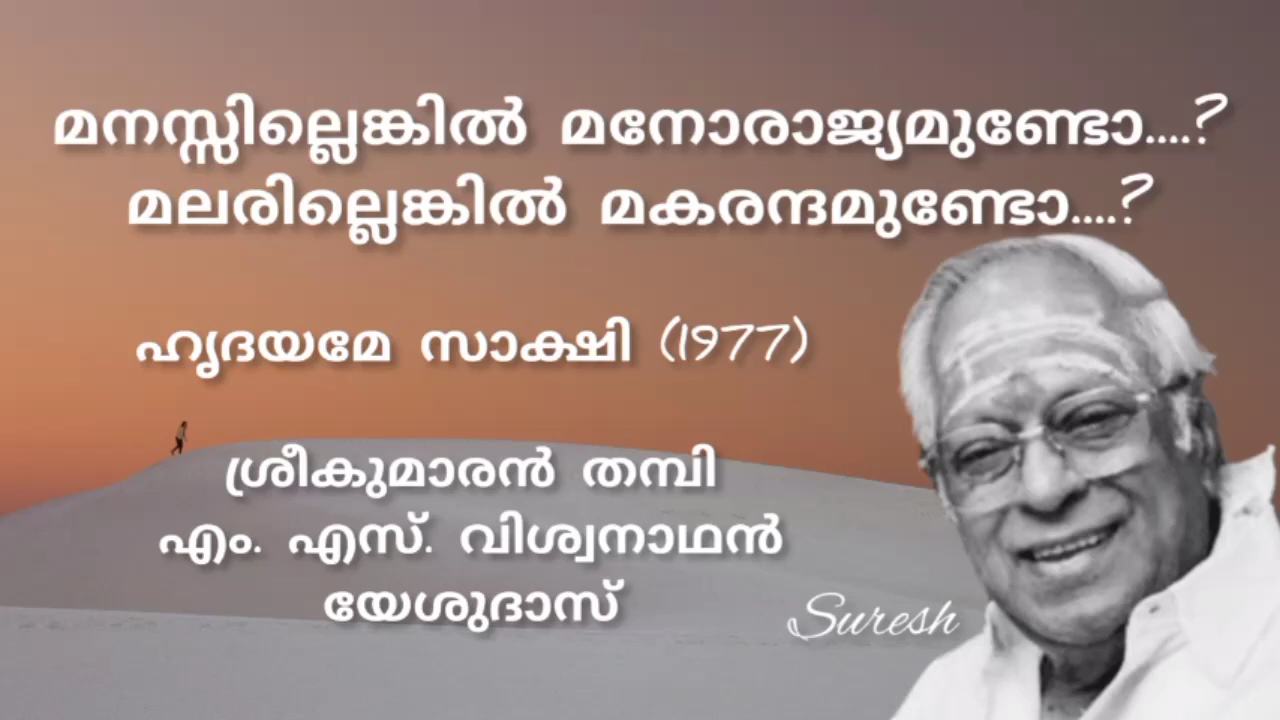 മനസ്സില്ലെങ്കിൽ മനോരാജ്യമുണ്ടോ....?
മലരില്ലെങ്കിൽ മകരന്ദമുണ്ടോ....?
ഹൃദയമേ സാക്ഷി (1977)
ശ്രീകുമാരൻ തമ്പി
എം. എസ്. വിശ്വനാഥൻ
യേശുദാസ്
Suresh